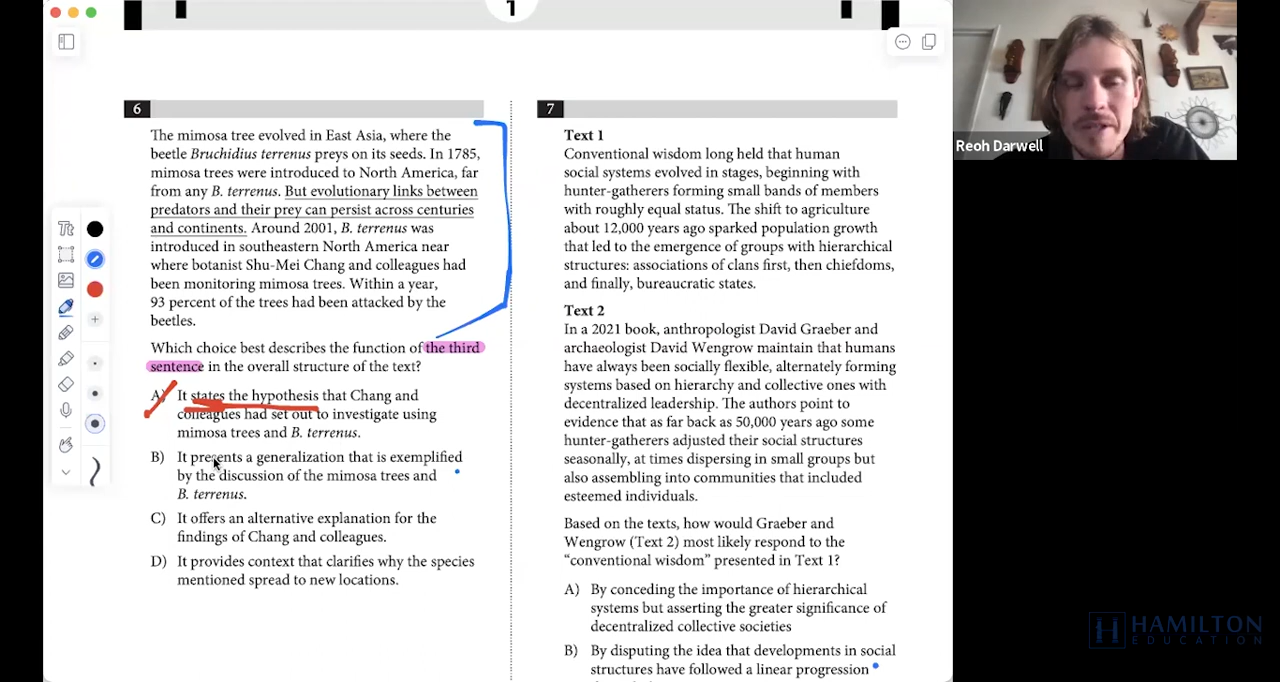 1
6
The mimosa tree evolved in East Asia, where the
beetle Bruchidius terrenus preys on its seeds. In 1785,
mimosa trees were introduced to North America, far
from any B. terrenus. But evolutionary links between
predators and their prey can persist across centuries
and continents. Around 2001, B. terrenus was
introduced in southeastern North America near
where botanist Shu-Mei Chang and colleagues had
been monitoring mimosa trees. Within a year,
93 percent of the trees had been attacked by the
beetles.
Which choice best describes the function of the third
sentence in the overall structure of the text?
A) It states the hypothesis that Chang and
colleagues had set out to investigate using
mimosa trees and B. terrenus.
B) It presents a generalization that is exemplified
by the discussion of the mimosa trees and
B. terrenus.
C) It offers an alternative explanation for the
findings of Chang and colleagues.
D) It provides context that clarifies why the species
mentioned spread to new locations.
7
Text 1
Conventional wisdom long held that human
social systems evolved in stages, beginning with
hunter-gatherers forming small bands of members
with roughly equal status. The shift to agriculture
about 12,000 years ago sparked population growth
that led to the emergence of groups with hierarchical
structures: associations of clans first, then chiefdoms,
and finally, bureaucratic states.
Text 2
In a 2021 book, anthropologist David Graeber and
archaeologist David Wengrow maintain that humans
have always been socially flexible, alternately forming
systems based on hierarchy and collective ones with
decentralized leadership. The authors point to
evidence that as far back as 50,000 years ago some
hunter-gatherers adjusted their social structures
seasonally, at times dispersing in small groups but
also assembling into communities that included
esteemed individuals.
Based on the texts, how would Graeber and
Wengrow (Text 2) most likely respond to the
“conventional wisdom” presented in Text 1?
A) By conceding the importance of hierarchical
systems but asserting the greater significance of
decentralized collective societies
B) By disputing the idea that developments in social
structures have followed a linear progression
Reoh Darwell
HAMILTON
EDUCATION